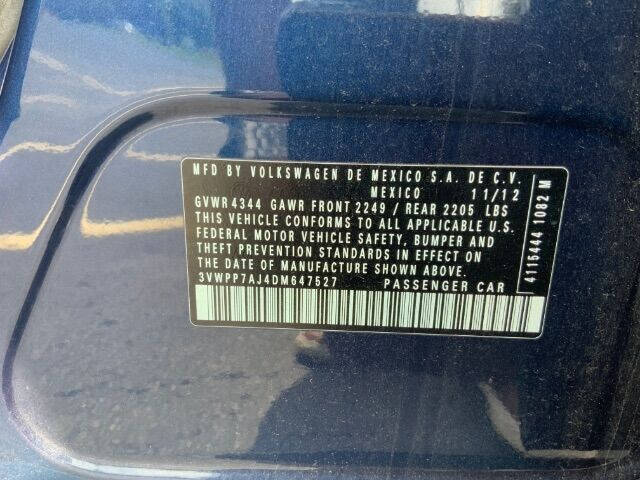 MFD BY VOLKSWAGEN DE MEXICO S.A. DE C.V.
MEXICO 11/12
GVWR 4344 GAWR FRONT 2249 / REAR 2205 LBS
THIS VEHICLE CONFORMS TO ALL APPLICABLE U.S.
FEDERAL MOTOR VEHICLE SAFETY, BUMPER AND
THEFT PREVENTION STANDARDS IN EFFECT ON
THE DATE OF MANUFACTURE SHOWN ABOVE.
3VWPP7AJ4DM647527 PASSENGER CAR
4115444 1082 M